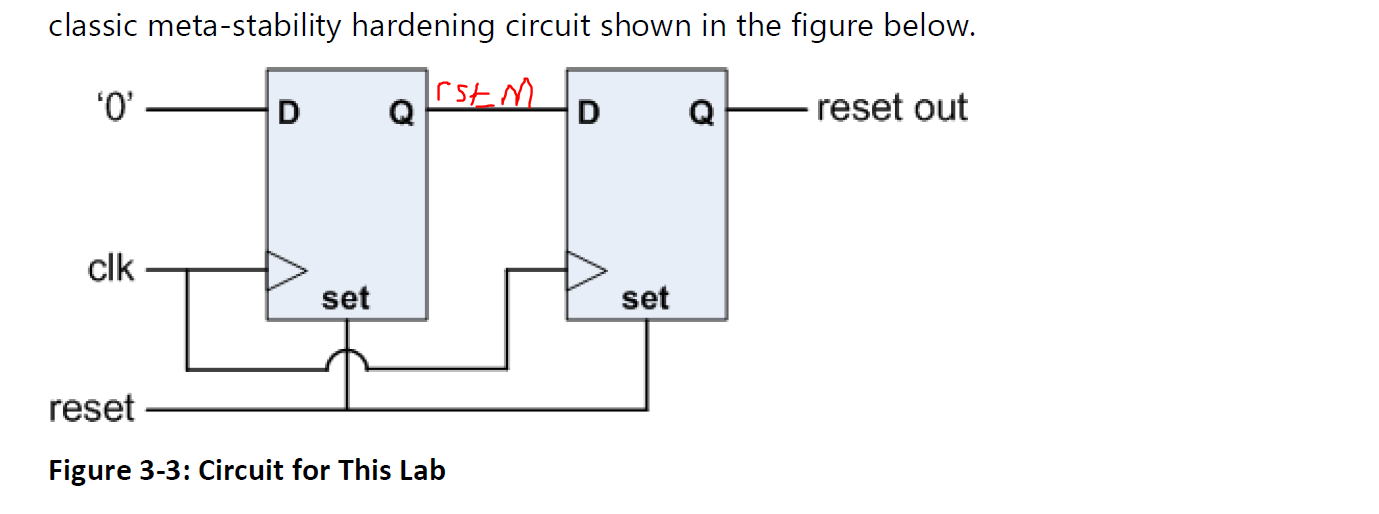 classic meta-stability hardening circuit shown in the figure below.
‘0’ D Q rstM D Q reset out
clk
set set
reset
Figure 3-3: Circuit for This Lab